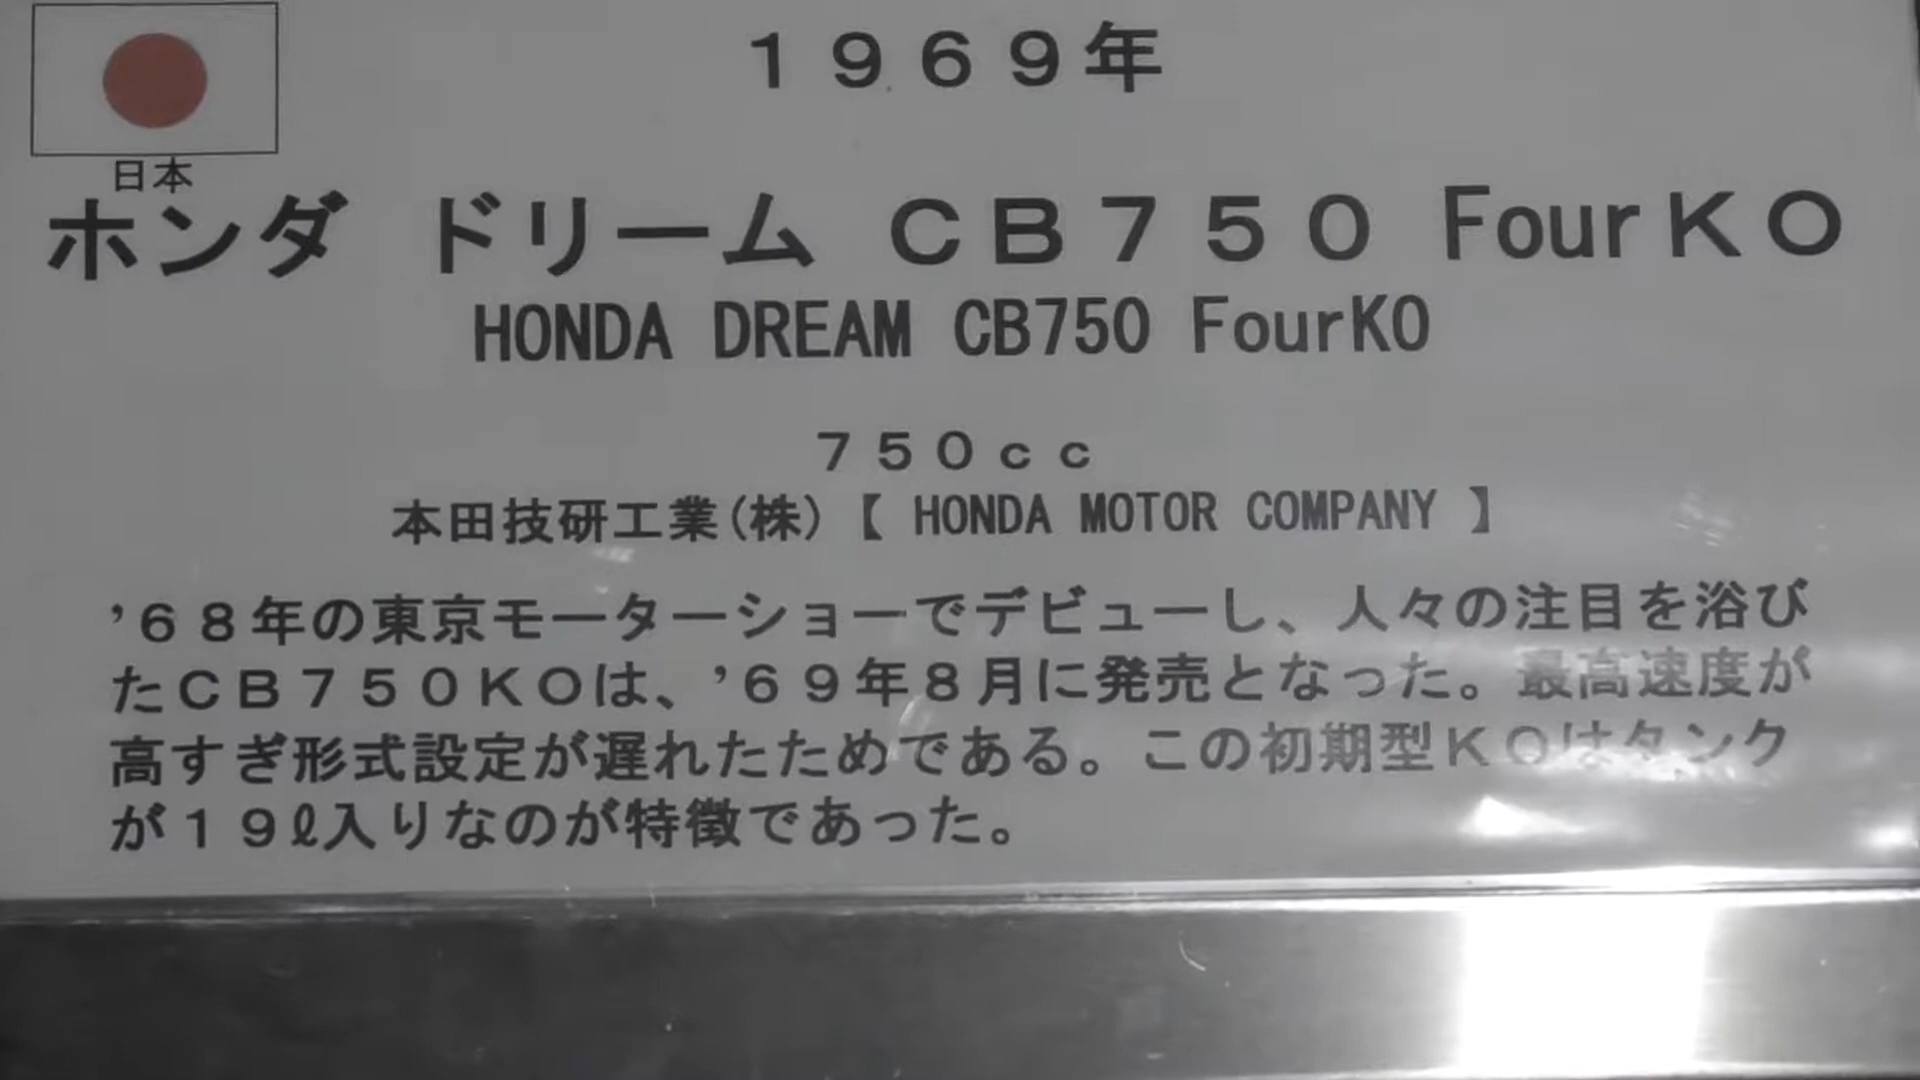 1969年
日本
ホンダ ドリーム CB750 FourKO
HONDA DREAM CB750 FourKO
750cc
本田技研工業(株)【 HONDA MOTOR COMPANY 】
’68年の東京モーターショーでデビューし、人々の注目を浴び
たCB750KOは、’69年8月に発売となった。最高速度が
高すぎ形式設定が遅れたためである。この初期型KOはタンク
が19ℓ入りなのが特徴であった。